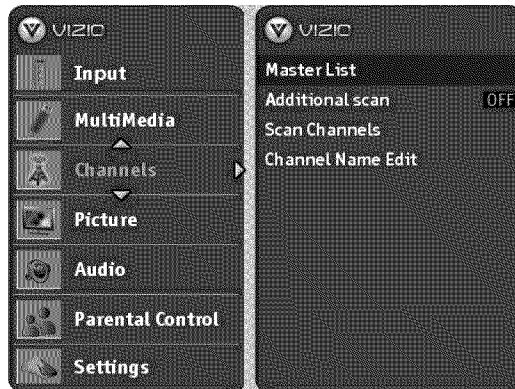 VIZIO
Input
MultiMedia
Channels
Picture
Audio
Parental Control
Settings
VIZIO
Master List
Additional scan OFF
Scan Channels
Channel Name Edit